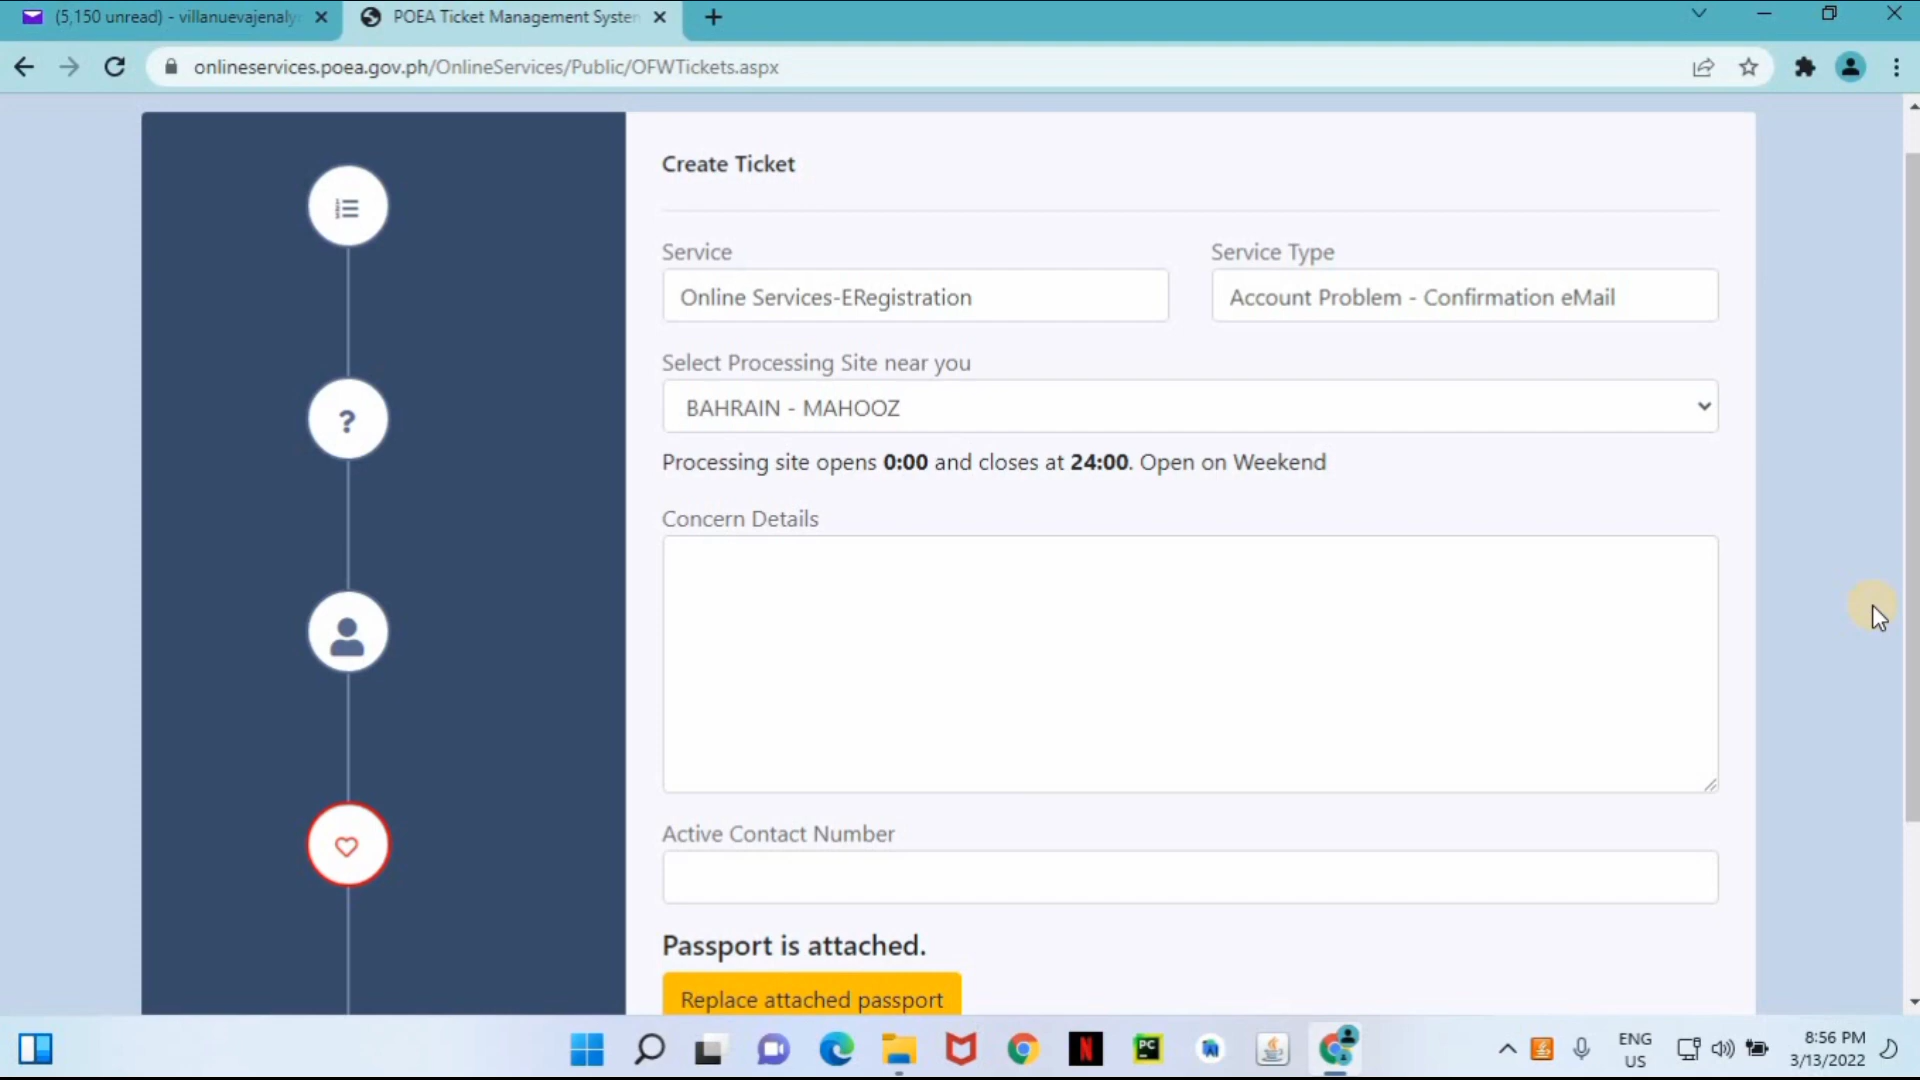 (5,150 unread) - villanuevajenaly
POEA Ticket Management System
onlineservices.poea.gov.ph/OnlineServices/Public/OFWTickets.aspx
Create Ticket
Service
Service Type
Online Services-ERegistration
Account Problem - Confirmation eMail
Select Processing Site near you
BAHRAIN - MAHOOZ
Processing site opens 0:00 and closes at 24:00. Open on Weekend
Concern Details
Active Contact Number
Passport is attached.
Replace attached passport
N
PC
ENG
US
8:56 PM
3/13/2022